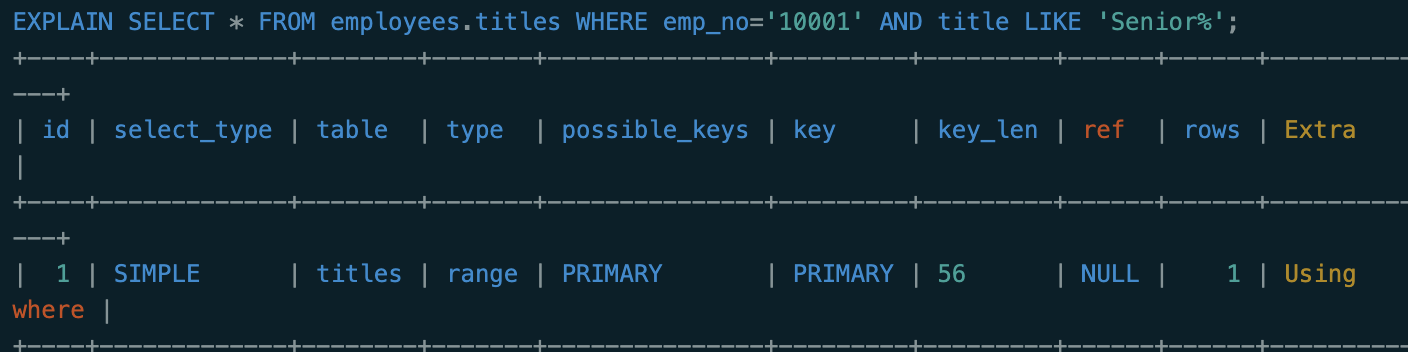 EXPLAIN SELECT * FROM employees.titles WHERE emp_no='10001' AND title LIKE 'Senior%';
+----+-------------+--------+-------+---------------+---------+---------+------+------+----------
---+
| id | select_type | table  | type  | possible_keys | key     | key_len | ref  | rows | Extra
|
+----+-------------+--------+-------+---------------+---------+---------+------+------+----------
---+
|  1 | SIMPLE      | titles | range | PRIMARY       | PRIMARY | 56      | NULL |    1 | Using
where |
+----+-------------+--------+-------+---------------+---------+---------+------+------+----------